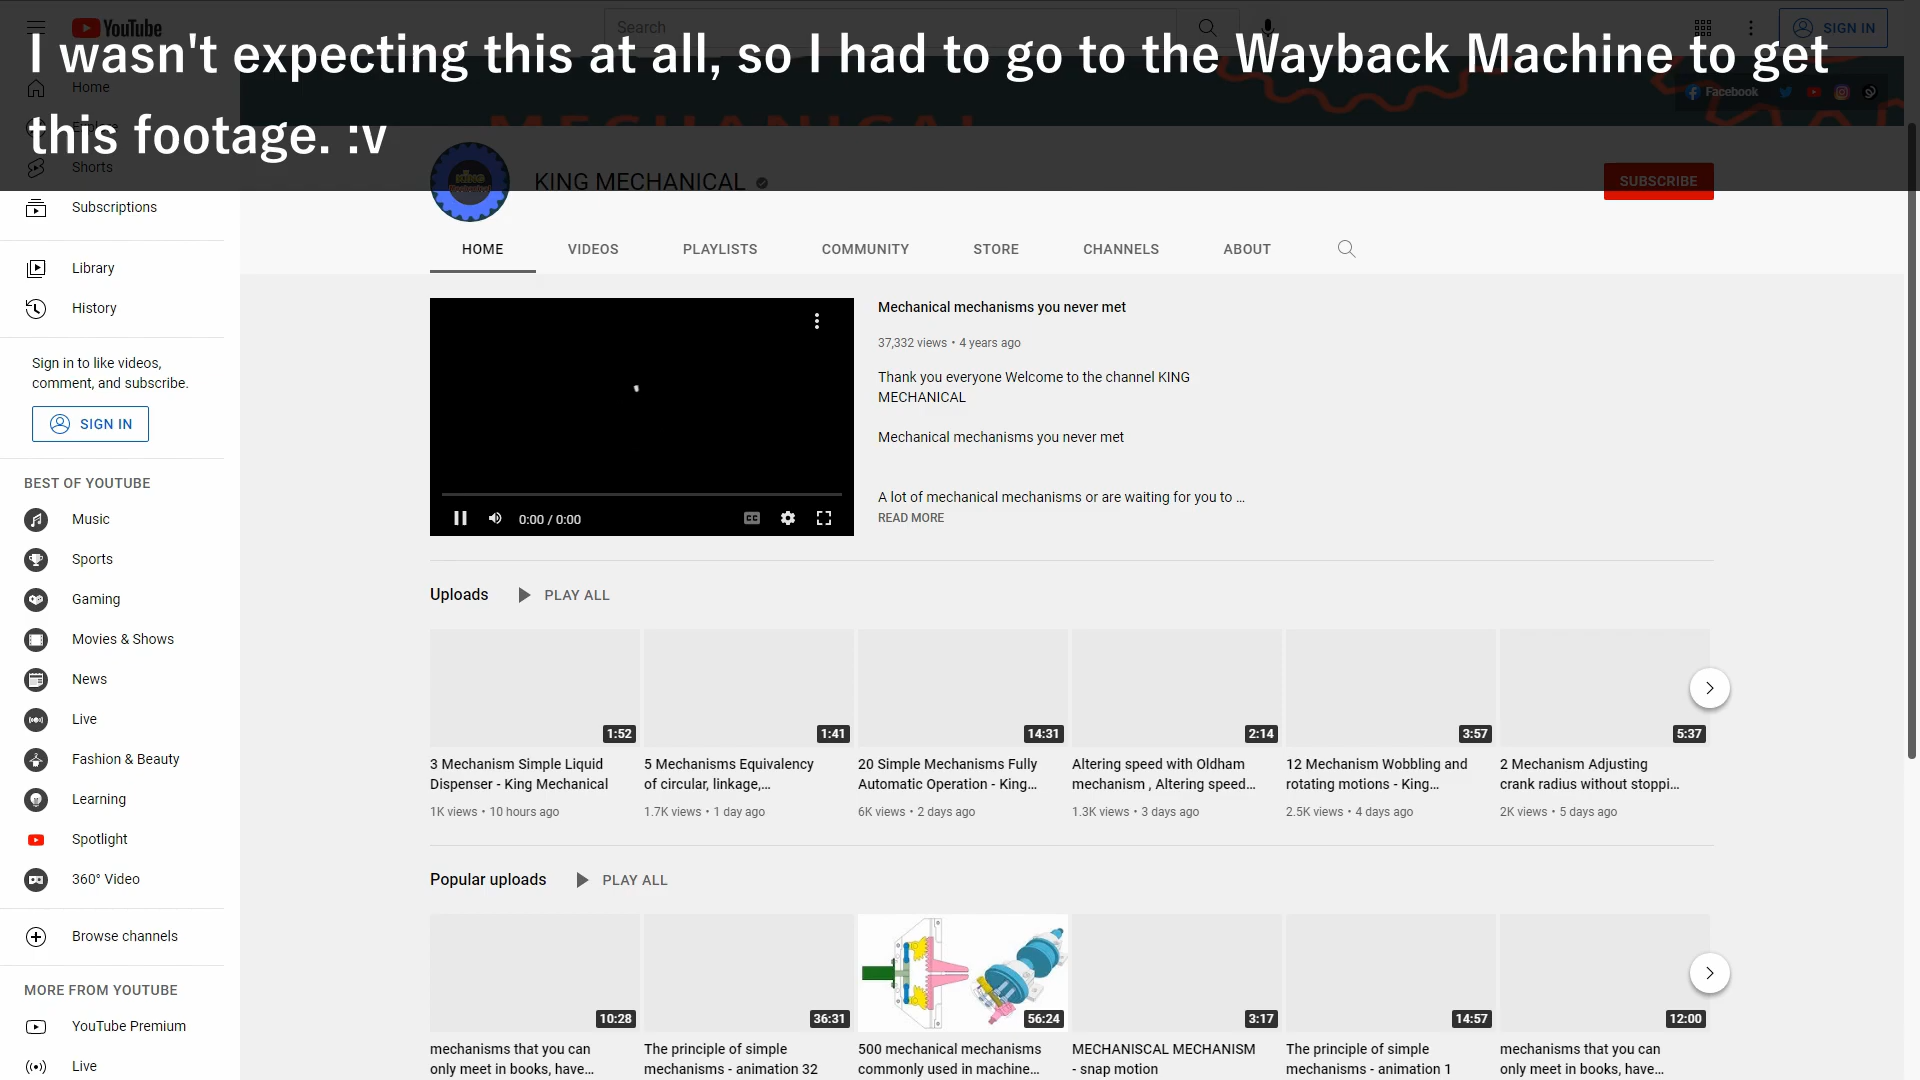 I wasn't expecting this at all, so I had to go to the Wayback Machine to get
this footage. :v
YouTube
Search
SIGN IN
Home
Shorts
Subscriptions
Library
History
Sign in to like videos,
comment, and subscribe.
SIGN IN
BEST OF YOUTUBE
Music
Sports
Gaming
Movies & Shows
News
Live
Fashion & Beauty
Learning
Spotlight
360° Video
Browse channels
MORE FROM YOUTUBE
YouTube Premium
Live
MECHANICAL
Facebook
KING MECHANICAL
SUBSCRIBE
HOME VIDEOS PLAYLISTS COMMUNITY STORE CHANNELS ABOUT
0:00 / 0:00
CC
Mechanical mechanisms you never met
37,332 views • 4 years ago
Thank you everyone Welcome to the channel KING
MECHANICAL
Mechanical mechanisms you never met
A lot of mechanical mechanisms or are waiting for you to ...
READ MORE
Uploads PLAY ALL
1:52 1:41 14:31 2:14 3:57 5:37
3 Mechanism Simple Liquid
Dispenser - King Mechanical
1K views • 10 hours ago
5 Mechanisms Equivalency
of circular, linkage,...
1.7K views • 1 day ago
20 Simple Mechanisms Fully
Automatic Operation - King...
6K views • 2 days ago
Altering speed with Oldham
mechanism , Altering speed...
1.3K views • 3 days ago
12 Mechanism Wobbling and
rotating motions - King...
2.5K views • 4 days ago
2 Mechanism Adjusting
crank radius without stoppi...
2K views • 5 days ago
Popular uploads PLAY ALL
10:28 36:31 56:24 3:17 14:57 12:00
mechanisms that you can
only meet in books, have...
The principle of simple
mechanisms - animation 32
500 mechanical mechanisms
commonly used in machine...
MECHANISCAL MECHANISM
- snap motion
The principle of simple
mechanisms - animation 1
mechanisms that you can
only meet in books, have...